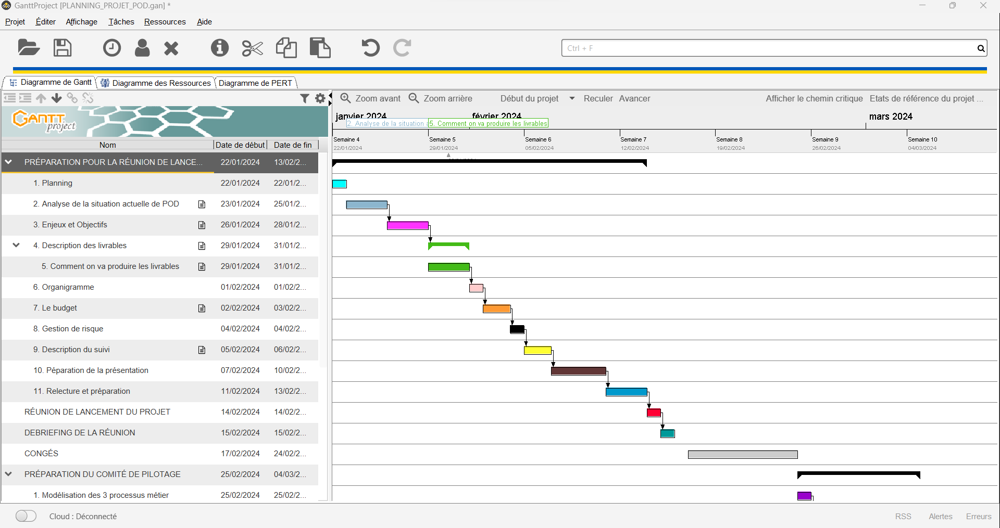 GanttProject [PLANNING_PROJET_POD.gan] *
Projet Éditer Affichage Tâches Ressources Aide
Ctrl + F
Diagramme de Gantt Diagramme des Ressources Diagramme de PERT
Zoom avant Zoom arrière Début du projet Reculer Avancer Afficher le chemin critique Etats de référence du projet ...
GANTT project
janvier 2024 février 2024 mars 2024
2. Analyse de la situation 5. Comment on va produire les livrables
Semaine 4 Semaine 5 Semaine 6 Semaine 7 Semaine 8 Semaine 9 Semaine 10
22/01/2024 29/01/2024 05/02/2024 12/02/2024 19/02/2024 26/02/2024 04/03/2024
Nom Date de début Date de fin
PRÉPARATION POUR LA RÉUNION DE LANCE... 22/01/2024 13/02/2...
1. Planning 22/01/2024 22/01/2...
2. Analyse de la situation actuelle de POD 23/01/2024 25/01/2...
3. Enjeux et Objectifs 26/01/2024 28/01/2...
4. Description des livrables 29/01/2024 31/01/2...
5. Comment on va produire les livrables 29/01/2024 31/01/2...
6. Organigramme 01/02/2024 01/02/2...
7. Le budget 02/02/2024 03/02/2...
8. Gestion de risque 04/02/2024 04/02/2...
9. Description du suivi 05/02/2024 06/02/2...
10. Péparation de la présentation 07/02/2024 10/02/2...
11. Relecture et préparation 11/02/2024 13/02/2...
RÉUNION DE LANCEMENT DU PROJET 14/02/2024 14/02/2...
DEBRIEFING DE LA RÉUNION 15/02/2024 15/02/2...
CONGÉS 17/02/2024 24/02/2...
PRÉPARATION DU COMITÉ DE PILOTAGE 25/02/2024 04/03/2...
1. Modélisation des 3 processus métier 25/02/2024 25/02/2...
Cloud : Déconnecté RSS Alertes Erreurs